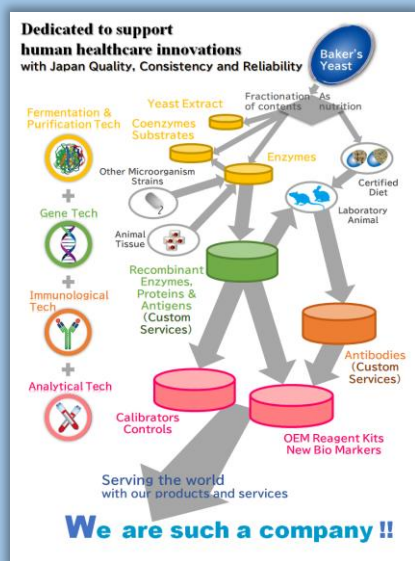 Dedicated to support
human healthcare innovations
with Japan Quality, Consistency and Reliability
Baker's
Yeast
Fractionation
of contents
As
nutrition
Yeast Extract
Coenzymes
Substrates
Enzymes
Fermentation &
Purification Tech
Other Microorganism
Strains
Certified
Diet
Gene Tech
Laboratory
Animal
Animal
Tissue
Recombinant
Enzymes,
Proteins &
Antigens
(Custom
Services)
Immunological
Tech
Antibodies
(Custom
Services)
Analytical Tech
Calibrators
Controls
OEM Reagent Kits
New Bio Markers
Serving the world
with our products and services
We are such a company !!